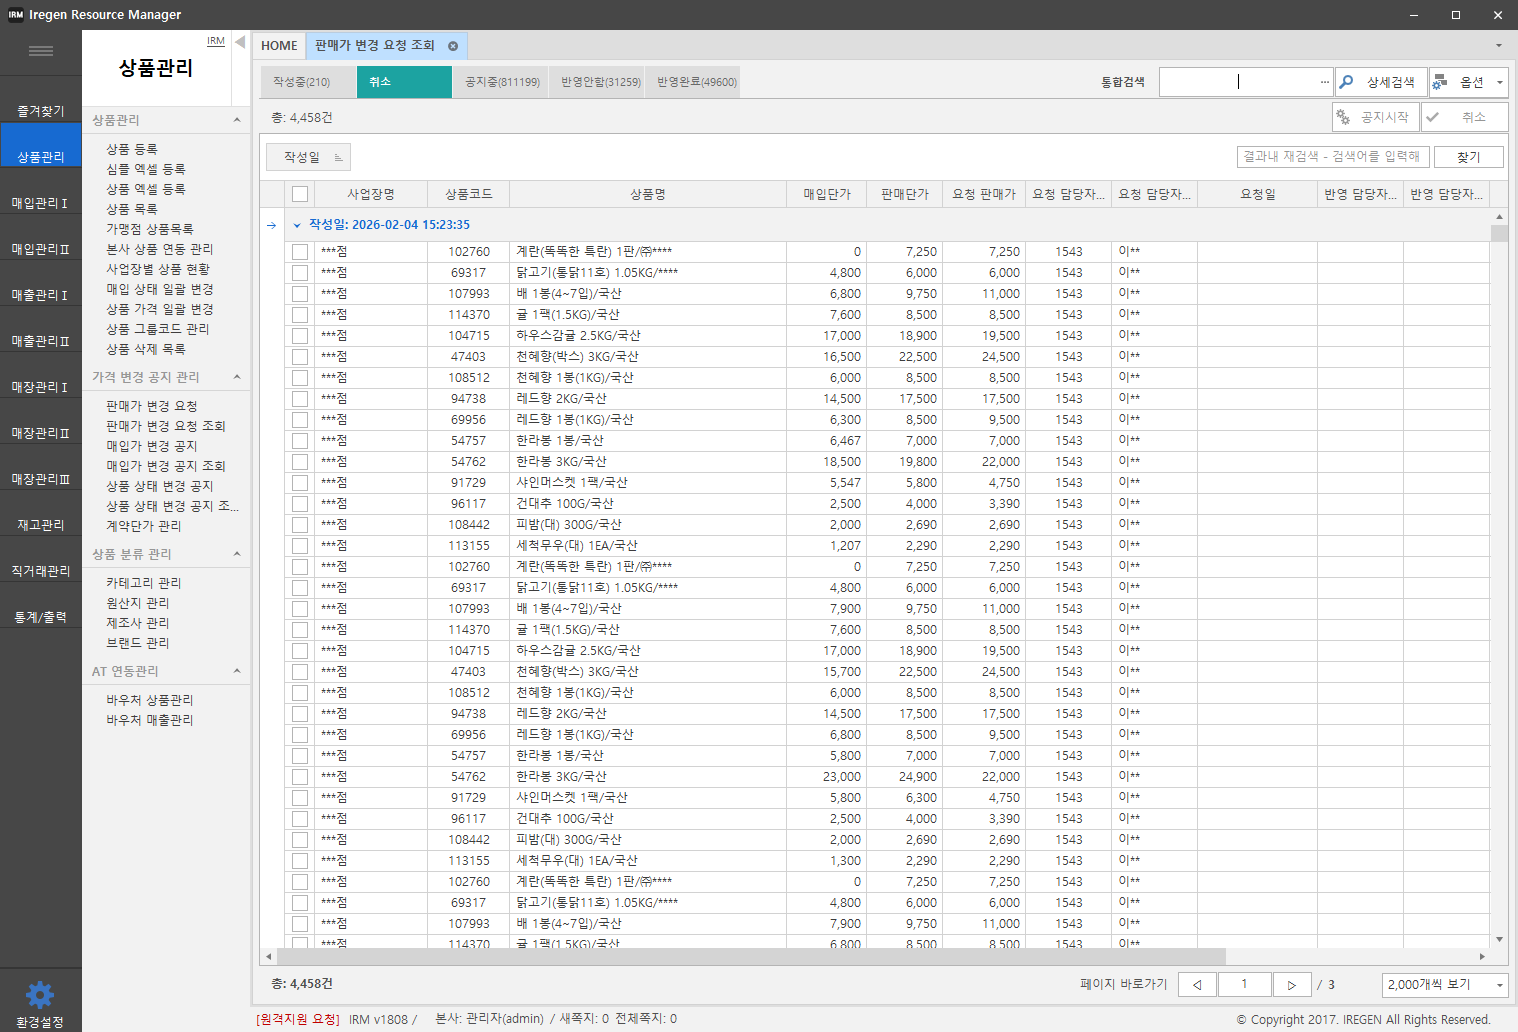 IRM Iregen Resource Manager
즐겨찾기
상품관리
매입관리 I
매입관리 II
매출관리 I
매출관리 II
매장관리 I
매장관리 II
매장관리 III
재고관리
직거래관리
통계/출력
환경설정
IRM
상품관리
상품관리
상품 등록
심플 엑셀 등록
상품 엑셀 등록
상품 목록
가맹점 상품목록
본사 상품 연동 관리
사업장별 상품 현황
매입 상태 일괄 변경
상품 가격 일괄 변경
상품 그룹코드 관리
상품 삭제 목록
가격 변경 공지 관리
판매가 변경 요청
판매가 변경 요청 조회
매입가 변경 공지
매입가 변경 공지 조회
상품 상태 변경 공지
상품 상태 변경 공지 조...
계약단가 관리
상품 분류 관리
카테고리 관리
원산지 관리
제조사 관리
브랜드 관리
AT 연동관리
바우처 상품관리
바우처 매출관리
HOME 판매가 변경 요청 조회
작성중(210) 취소 공지중(811199) 반영안함(31259) 반영완료(49600) 통합검색 ... 상세검색 옵션
총: 4,458건 공지시작 취소
작성일 결과내 재검색 - 검색어를 입력해 찾기
사업장명 상품코드 상품명 매입단가 판매단가 요청 판매가 요청 담당자... 요청 담당자... 요청일 반영 담당자... 반영 담당자...
작성일: 2026-02-04 15:23:35
***점 102760 계란(똑똑한 특란) 1판/㈜**** 0 7,250 7,250 1543 이**
***점 69317 닭고기(통닭11호) 1.05KG/**** 4,800 6,000 6,000 1543 이**
***점 107993 배 1봉(4~7입)/국산 6,800 9,750 11,000 1543 이**
***점 114370 귤 1팩(1.5KG)/국산 7,600 8,500 8,500 1543 이**
***점 104715 하우스감귤 2.5KG/국산 17,000 18,900 19,500 1543 이**
***점 47403 천혜향(박스) 3KG/국산 16,500 22,500 24,500 1543 이**
***점 108512 천혜향 1봉(1KG)/국산 6,000 8,500 8,500 1543 이**
***점 94738 레드향 2KG/국산 14,500 17,500 17,500 1543 이**
***점 69956 레드향 1봉(1KG)/국산 6,300 8,500 9,500 1543 이**
***점 54757 한라봉 1봉/국산 6,467 7,000 7,000 1543 이**
***점 54762 한라봉 3KG/국산 18,500 19,800 22,000 1543 이**
***점 91729 샤인머스켓 1팩/국산 5,547 5,800 4,750 1543 이**
***점 96117 건대추 100G/국산 2,500 4,000 3,390 1543 이**
***점 108442 피밤(대) 300G/국산 2,000 2,690 2,690 1543 이**
***점 113155 세척무우(대) 1EA/국산 1,207 2,290 2,290 1543 이**
***점 102760 계란(똑똑한 특란) 1판/㈜**** 0 7,250 7,250 1543 이**
***점 69317 닭고기(통닭11호) 1.05KG/**** 4,800 6,000 6,000 1543 이**
***점 107993 배 1봉(4~7입)/국산 7,900 9,750 11,000 1543 이**
***점 114370 귤 1팩(1.5KG)/국산 7,600 8,500 8,500 1543 이**
***점 104715 하우스감귤 2.5KG/국산 17,000 18,900 19,500 1543 이**
***점 47403 천혜향(박스) 3KG/국산 15,700 22,500 24,500 1543 이**
***점 108512 천혜향 1봉(1KG)/국산 6,000 8,500 8,500 1543 이**
***점 94738 레드향 2KG/국산 14,500 17,500 17,500 1543 이**
***점 69956 레드향 1봉(1KG)/국산 6,800 8,500 9,500 1543 이**
***점 54757 한라봉 1봉/국산 5,800 7,000 7,000 1543 이**
***점 54762 한라봉 3KG/국산 23,000 24,900 22,000 1543 이**
***점 91729 샤인머스켓 1팩/국산 5,800 6,300 4,750 1543 이**
***점 96117 건대추 100G/국산 2,500 4,000 3,390 1543 이**
***점 108442 피밤(대) 300G/국산 2,000 2,690 2,690 1543 이**
***점 113155 세척무우(대) 1EA/국산 1,300 2,290 2,290 1543 이**
***점 102760 계란(똑똑한 특란) 1판/㈜**** 0 7,250 7,250 1543 이**
***점 69317 닭고기(통닭11호) 1.05KG/**** 4,800 6,000 6,000 1543 이**
***점 107993 배 1봉(4~7입)/국산 7,900 9,750 11,000 1543 이**
***점 114370 귤 1팩(1.5KG)/국산 6,800 8,500 8,500 1543 이**
총: 4,458건 페이지 바로가기 1 / 3 2,000개씩 보기
[원격지원 요청] IRM v1808 / 본사: 관리자(admin) / 새쪽지: 0 전체쪽지: 0 © Copyright 2017. IREGEN All Rights Reserved.